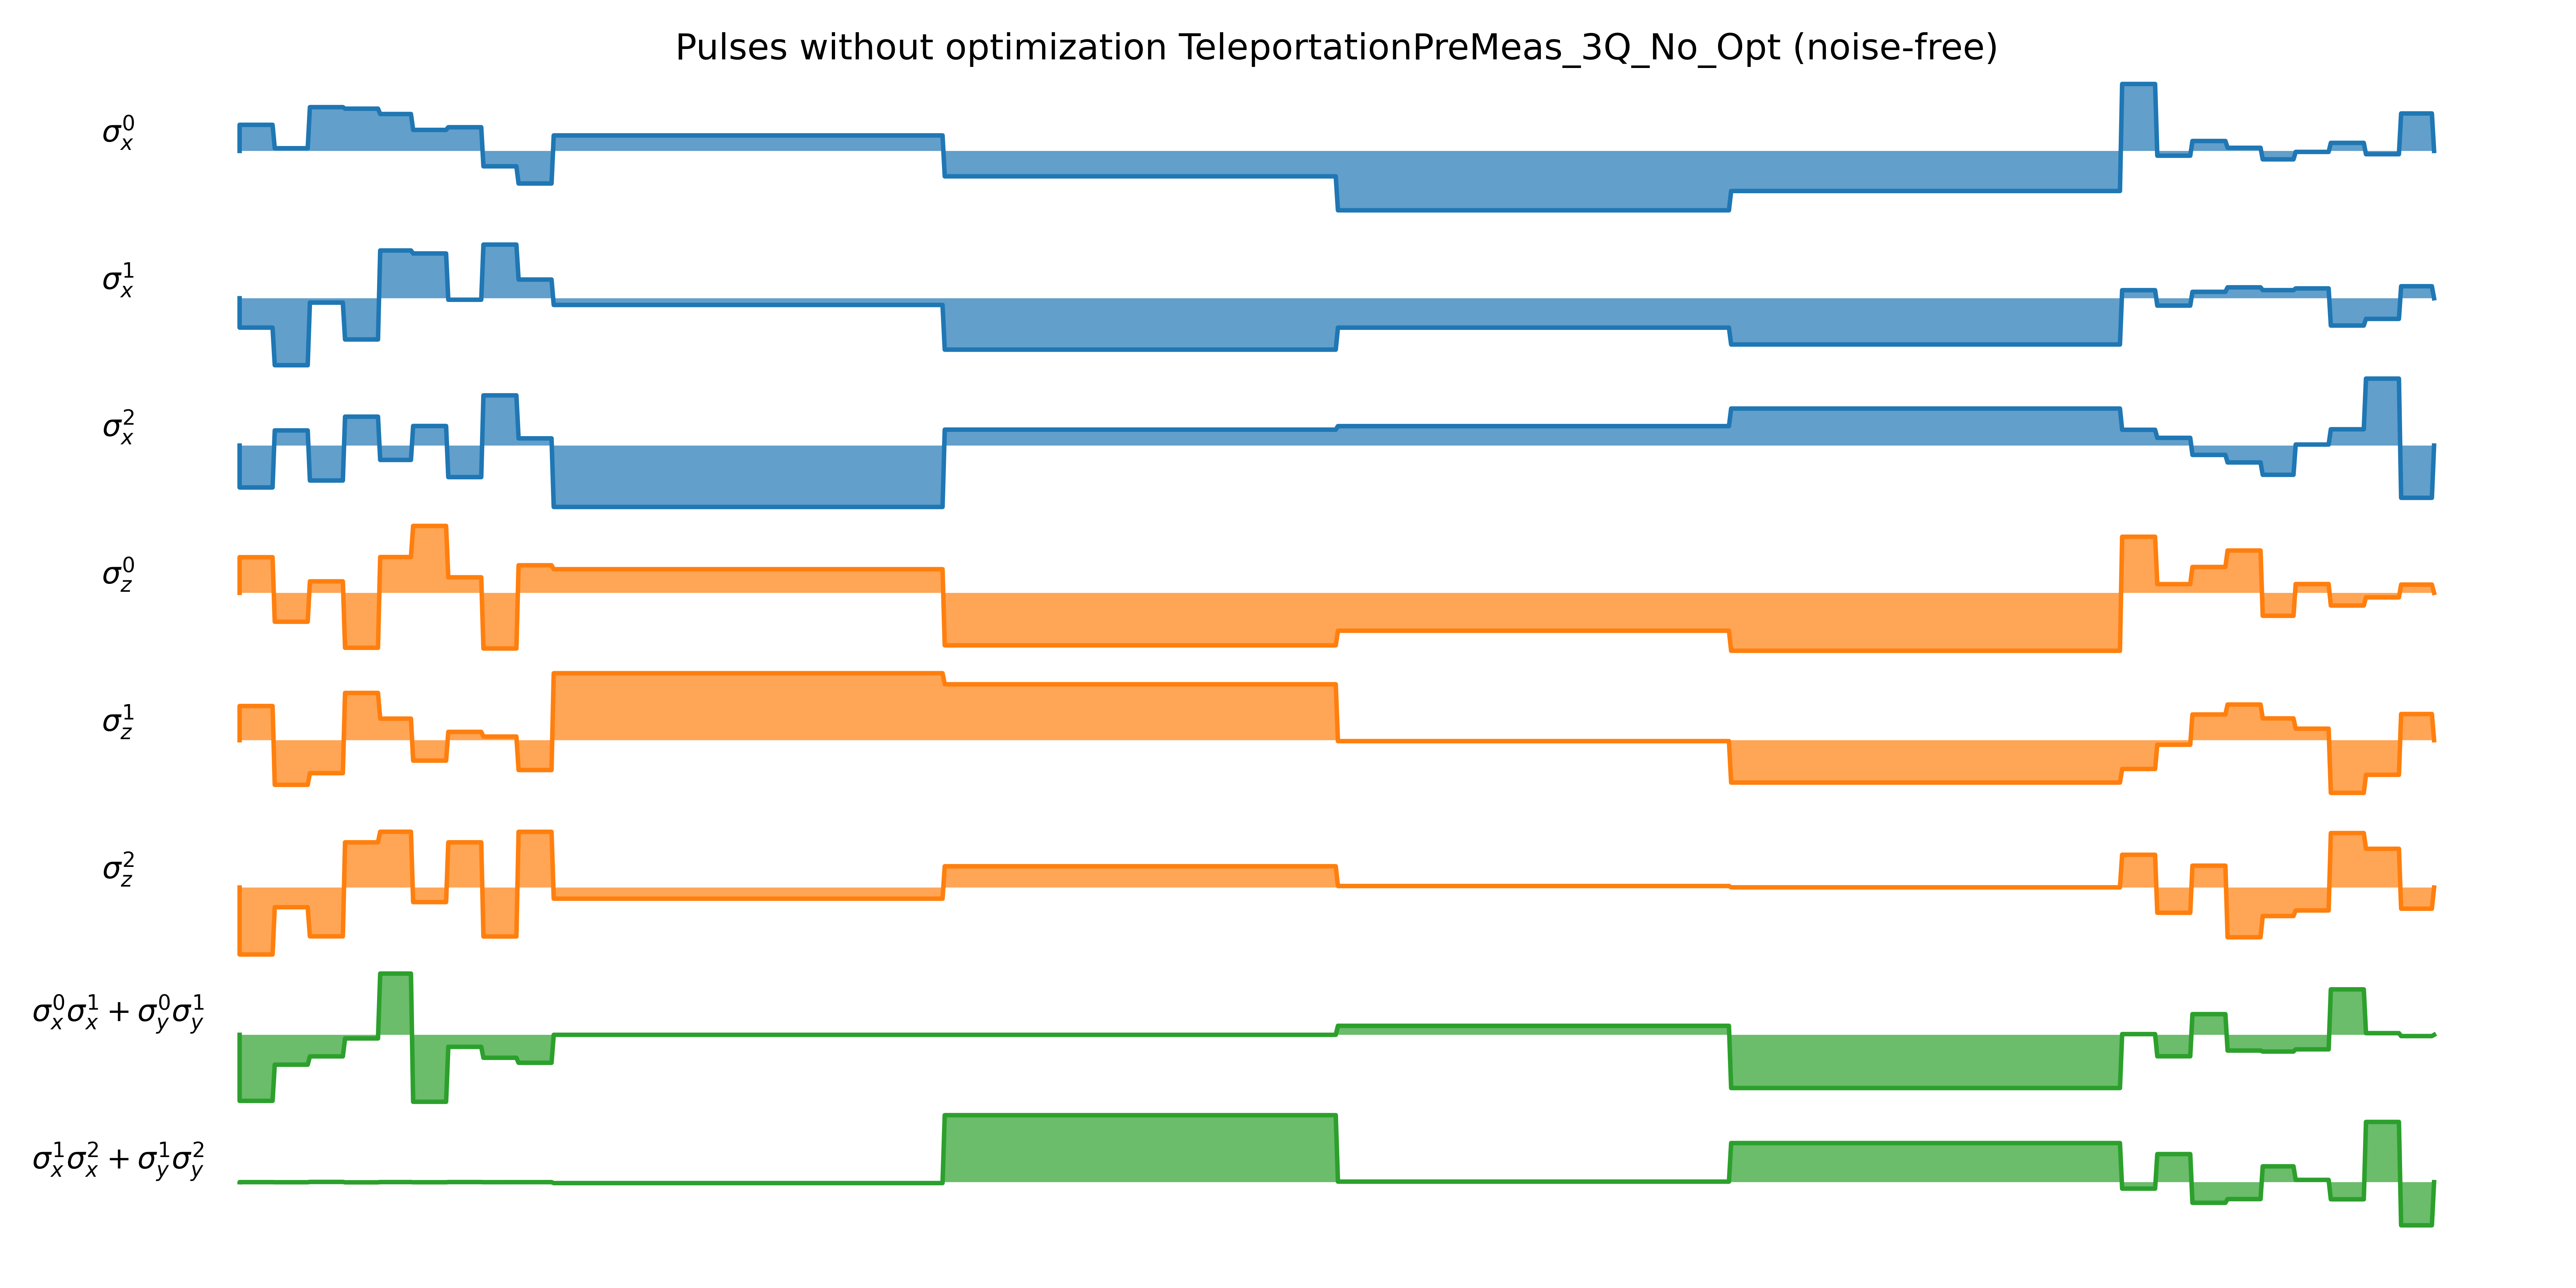 Pulses without optimization TeleportationPreMeas_3Q_No_Opt (noise-free)
σ_x^0
σ_x^1
σ_x^2
σ_z^0
σ_z^1
σ_z^2
σ_x^0σ_x^1 + σ_y^0σ_y^1
σ_x^1σ_x^2 + σ_y^1σ_y^2